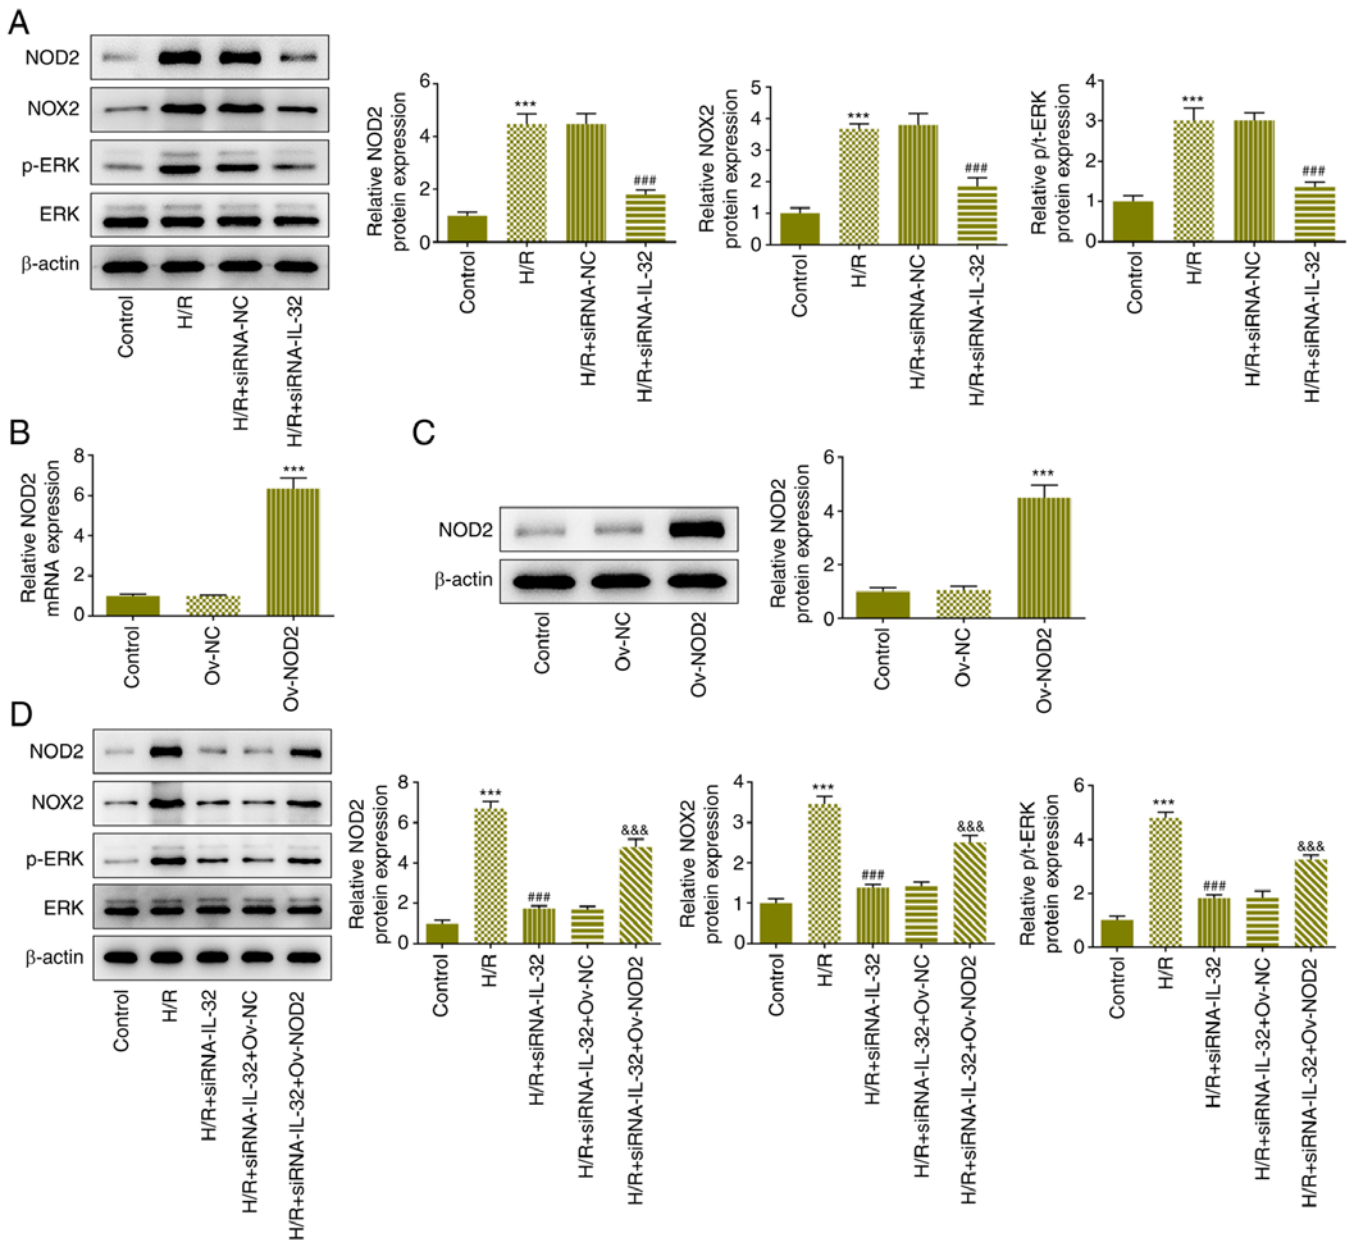 A
NOD2
NOX2
p-ERK
ERK
β-actin
Control
H/R
H/R+siRNA-NC
H/R+siRNA-IL-32
Relative NOD2
protein expression
6
4
2
0
***
###
Control
H/R
H/R+siRNA-NC
H/R+siRNA-IL-32
Relative NOX2
protein expression
5
4
3
2
1
0
***
###
Control
H/R
H/R+siRNA-NC
H/R+siRNA-IL-32
Relative p/t-ERK
protein expression
4
3
2
1
0
***
###
Control
H/R
H/R+siRNA-NC
H/R+siRNA-IL-32
B
Relative NOD2
mRNA expression
8
6
4
2
0
***
Control
Ov-NC
Ov-NOD2
C
NOD2
β-actin
Control
Ov-NC
Ov-NOD2
Relative NOD2
protein expression
6
4
2
0
***
Control
Ov-NC
Ov-NOD2
D
NOD2
NOX2
p-ERK
ERK
β-actin
Control
H/R
H/R+siRNA-IL-32
H/R+siRNA-IL-32+Ov-NC
H/R+siRNA-IL-32+Ov-NOD2
Relative NOD2
protein expression
8
6
4
2
0
***
###
&&&
Control
H/R
H/R+siRNA-IL-32
H/R+siRNA-IL-32+Ov-NC
H/R+siRNA-IL-32+Ov-NOD2
Relative NOX2
protein expression
4
3
2
1
0
***
###
&&&
Control
H/R
H/R+siRNA-IL-32
H/R+siRNA-IL-32+Ov-NC
H/R+siRNA-IL-32+Ov-NOD2
Relative p/t-ERK
protein expression
6
4
2
0
***
###
&&&
Control
H/R
H/R+siRNA-IL-32
H/R+siRNA-IL-32+Ov-NC
H/R+siRNA-IL-32+Ov-NOD2